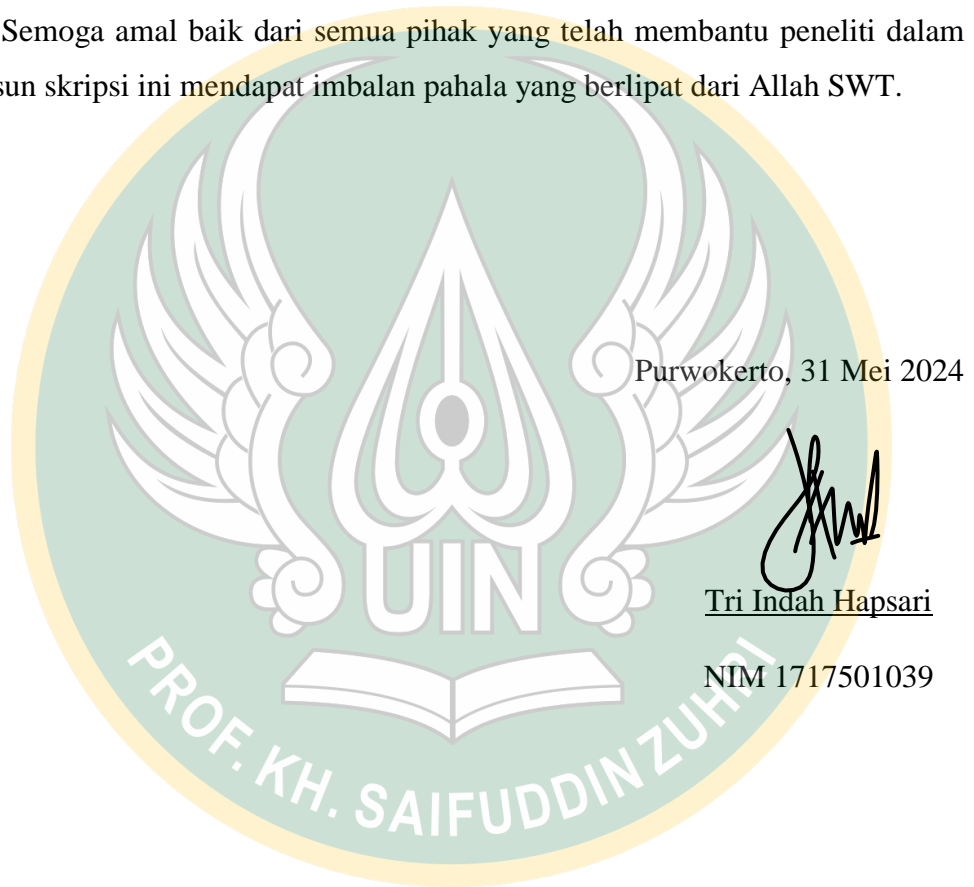 Semoga amal baik dari semua pihak yang telah membantu peneliti dalam
sun skripsi ini mendapat imbalan pahala yang berlipat dari Allah SWT.
Purwokerto, 31 Mei 2024
Tri Indah Hapsari
NIM 1717501039
UIN
PROF. KH. SAIFUDDIN ZUHRI